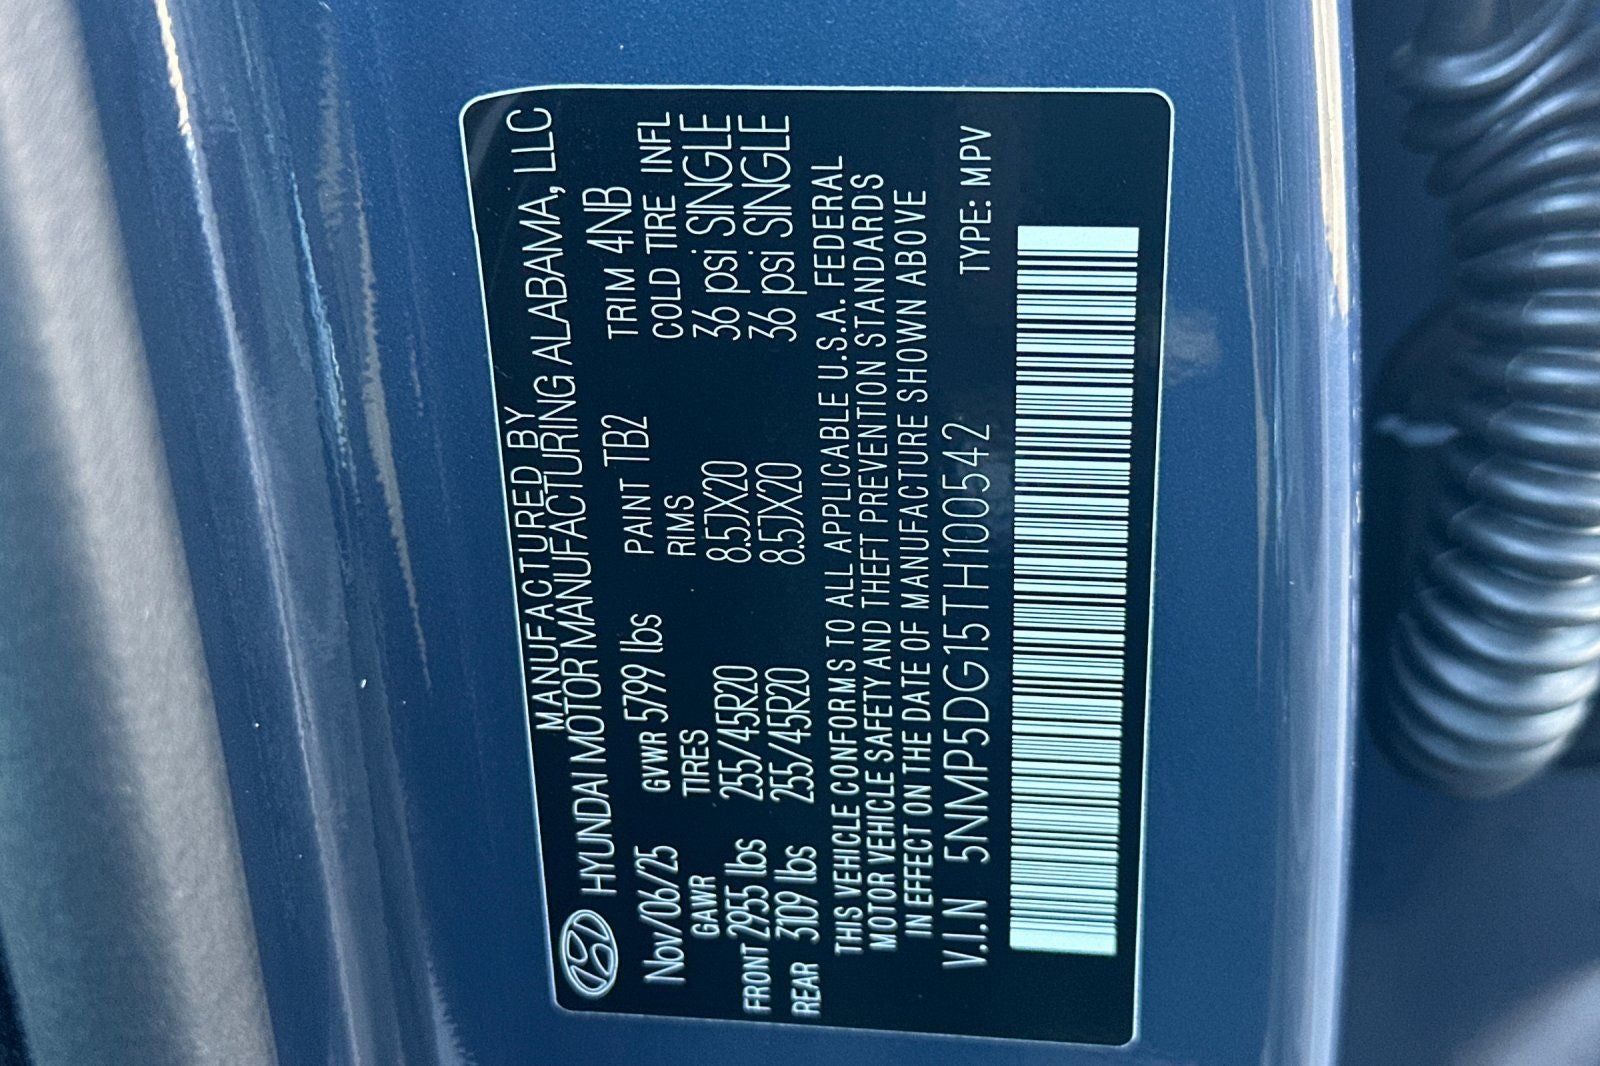 MANUFACTURED BY
HYUNDAI MOTOR MANUFACTURING ALABAMA, LLC
Nov/06/25 GVWR 5799 lbs PAINT TB2 TRIM 4NB
GAWR TIRES RIMS COLD TIRE INFL
FRONT 2955 lbs 255/45R20 8.5JX20 36 psi SINGLE
REAR 3109 lbs 255/45R20 8.5JX20 36 psi SINGLE
THIS VEHICLE CONFORMS TO ALL APPLICABLE U.S.A. FEDERAL
MOTOR VEHICLE SAFETY AND THEFT PREVENTION STANDARDS
IN EFFECT ON THE DATE OF MANUFACTURE SHOWN ABOVE
V.I.N 5NMP5DG15TH100542 TYPE: MPV